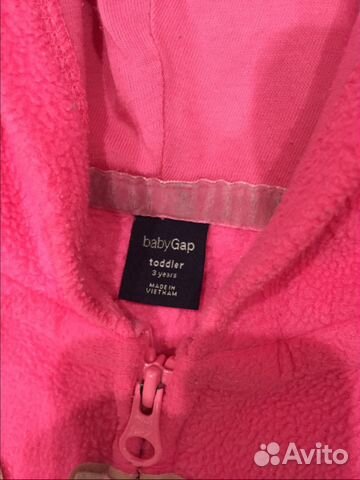 babyGap
toddler
3 years
MADE IN
VIETNAM
Avito